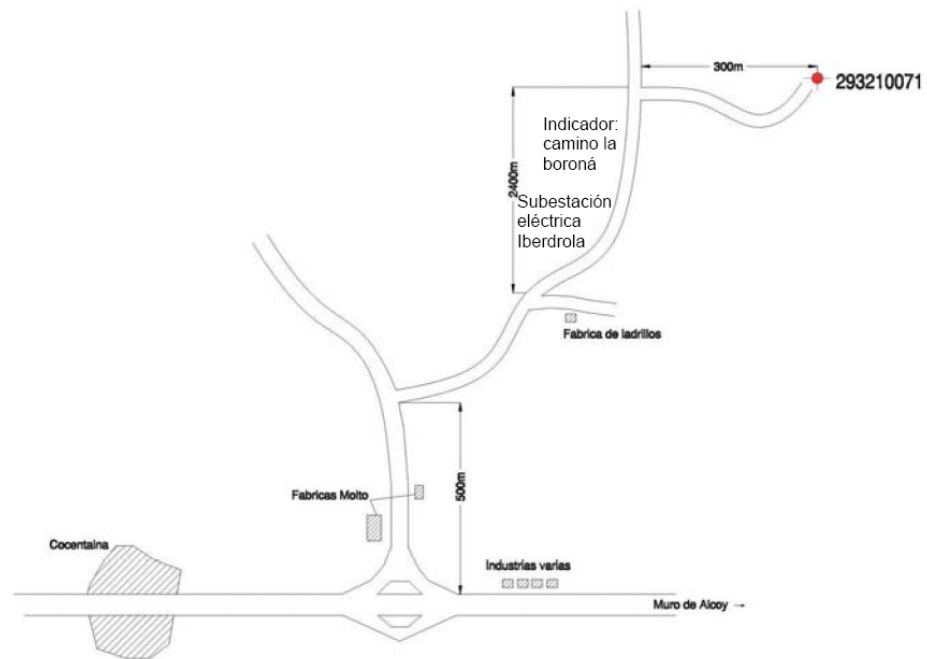 300m
293210071
Indicador:
camino la
boroná
2400m
Subestación
eléctrica
Iberdrola
Fabrica de ladrillos
500m
Fabricas Molto
Cocentaina
Industrias varias
Muro de Alcoy →